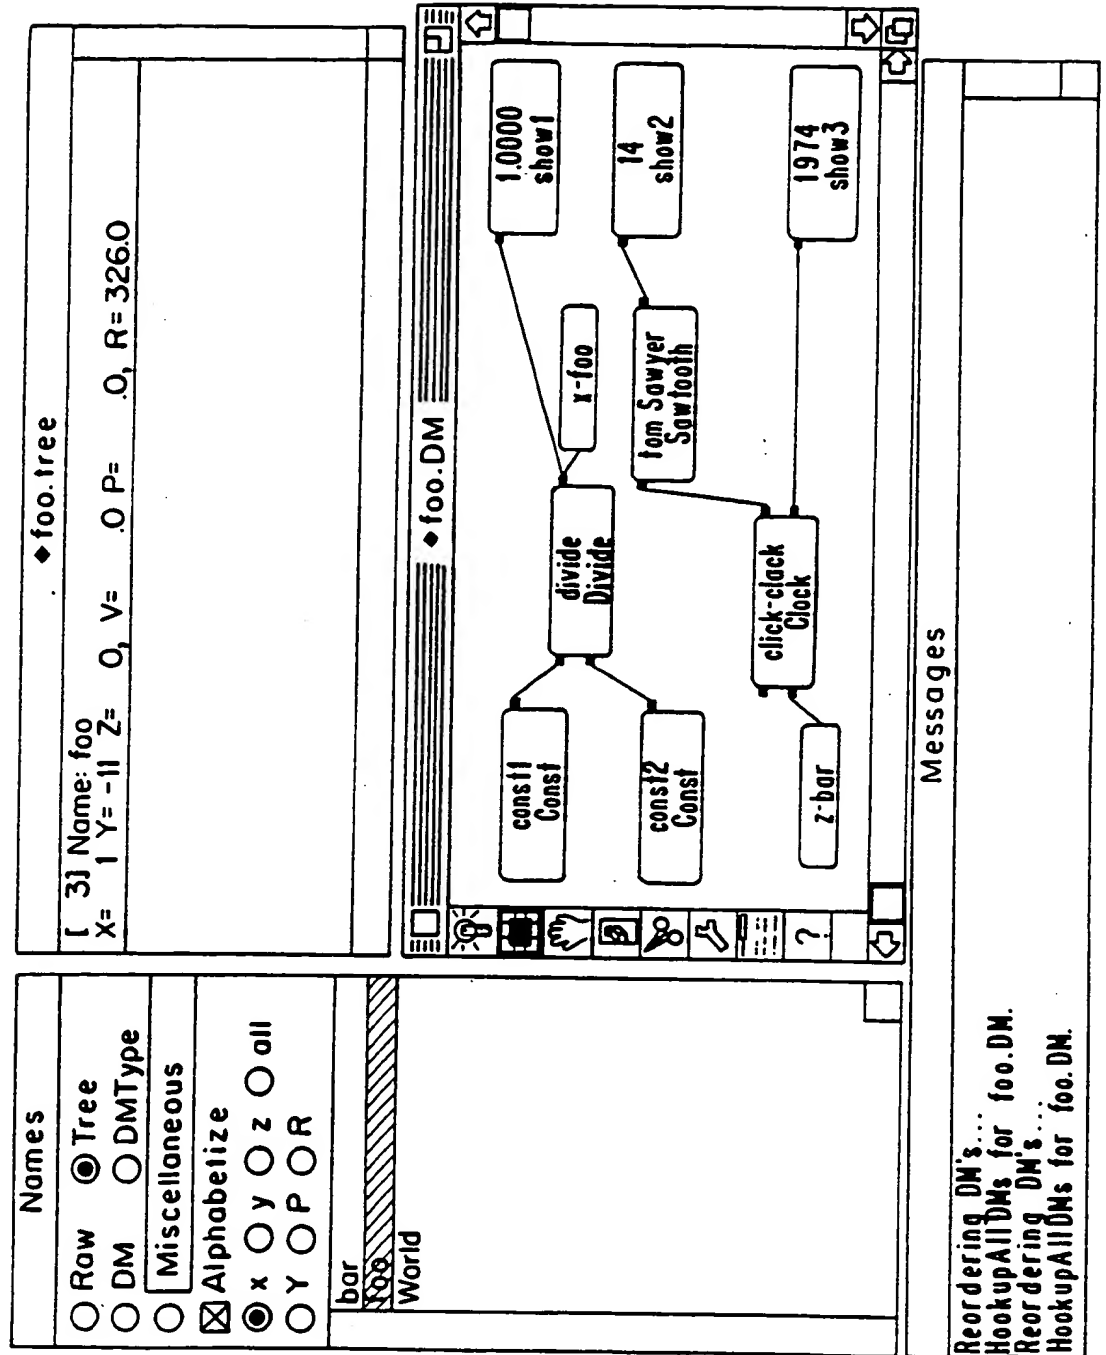 Names
Raw Tree
DM DMType
Miscellaneous
Alphabetize
x y z all
Y P R
bar
foo
World
◆foo.tree
[ 3] Name: foo
X= 1 Y= -11 Z= 0, V= .0 P= .0, R= 326.0
◆foo.DM
const1
Const
const2
Const
z-bar
divide
Divide
click-clack
Clock
x-foo
tom Sawyer
Sawtooth
1.0000
show1
14
show2
1974
show3
?
Messages
Reordering DM's...
HookupAllDMs for foo.DM.
Reordering DM's...
HookupAllDMs for foo.DM.